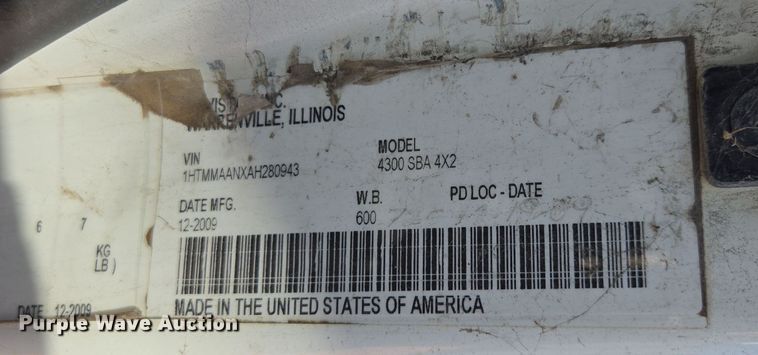 WARRENVILLE, ILLINOIS
VIN MODEL
1HTMMAANXAH280943 4300 SBA 4X2
DATE MFG. W.B. PD LOC - DATE
12-2009 600
6 7
KG
LB )
MADE IN THE UNITED STATES OF AMERICA
DATE 12-2009
Purple Wave Auction